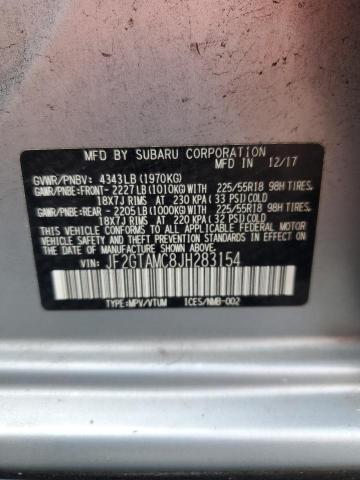 MFD. BY SUBARU CORPORATION
MFD.IN 12/17
GVWR/PNBV: 4343LB(1970KG)
GAWR/PNBE:FRONT- 2227LB(1010KG)WITH 225/55R18 98H TIRES,
18X7J RIMS AT 230 KPA(33 PSI)COLD
GAWR/PNBE:REAR - 2205LB(1000KG)WITH 225/55R18 98H TIRES,
18X7J RIMS AT 220 KPA(32 PSI)COLD
THIS VEHICLE CONFORMS TO ALL APPLICABLE FEDERAL MOTOR
VEHICLE SAFETY,BUMPER,AND THEFT PREVENTION STANDARDS
IN EFFECT ON THE DATE OF MANUFACTURE SHOWN ABOVE.
VIN: JF2GTAMC8JH283154
TYPE:MPV/VTUM ICES/NMB-002